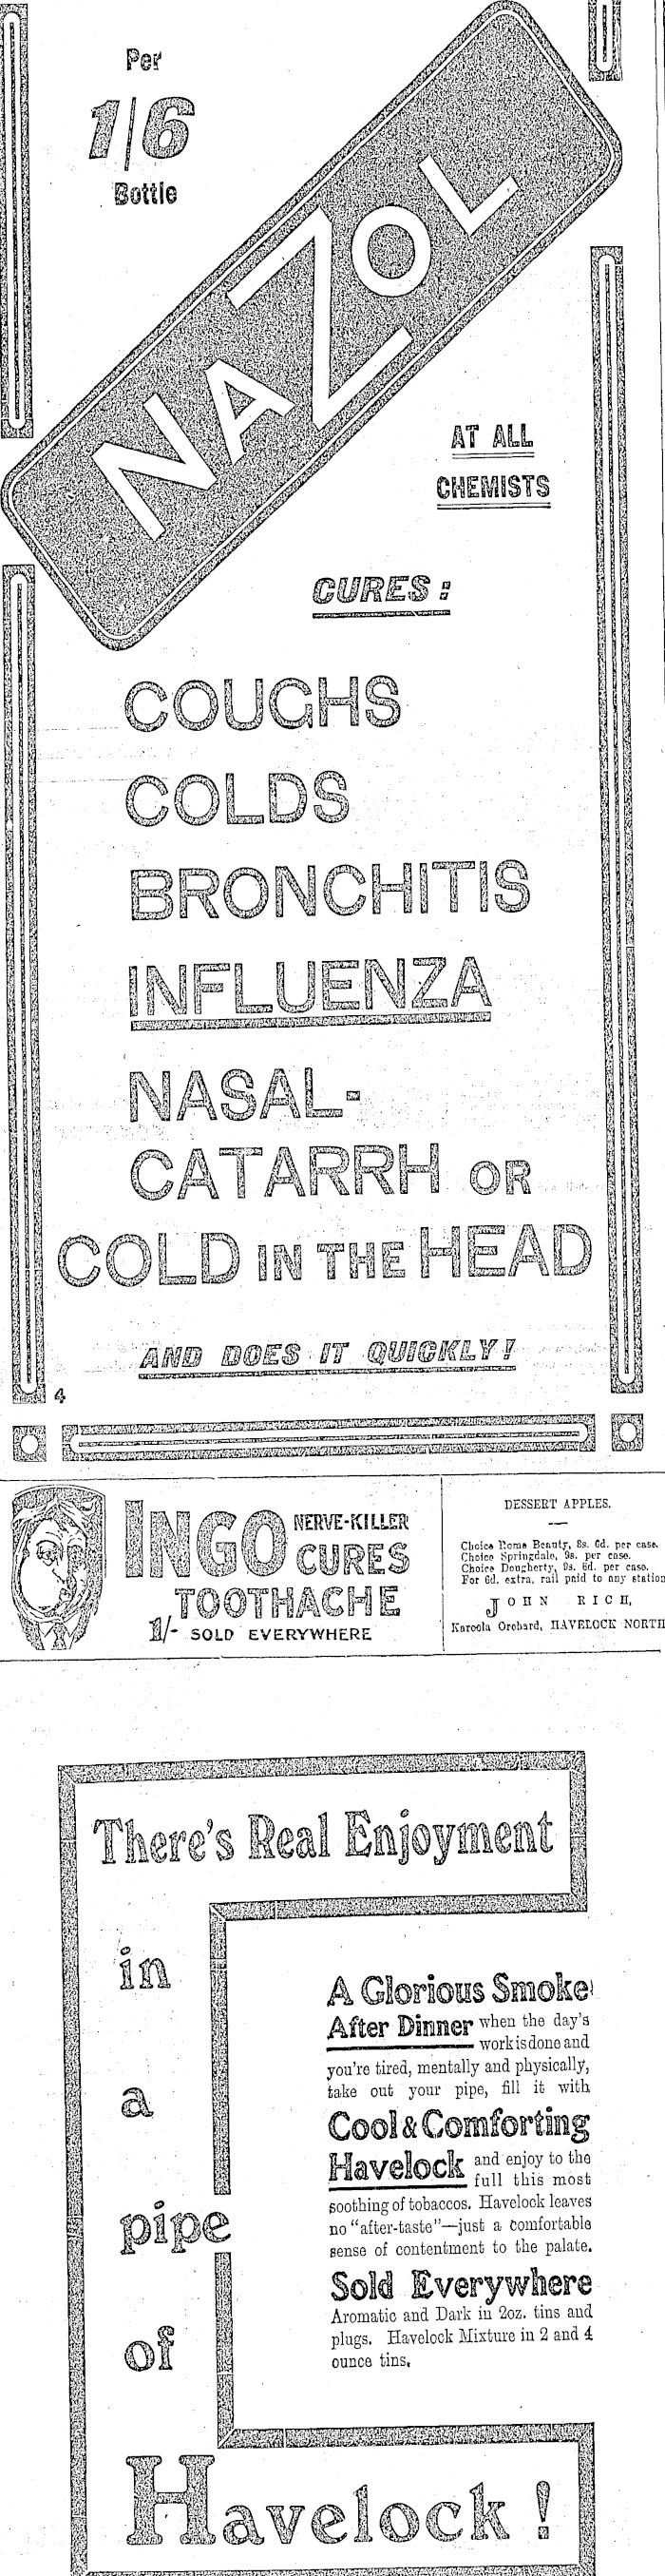 Per
1/6
Bottle
NAZOL
AT ALL
CHEMISTS
CURES:
COUGHS
COLDS
BRONCHITIS
INFLUENZA
NASAL-
CATARRH OR
COLD IN THE HEAD
AND DOES IT QUICKLY!
4
INGO NERVE-KILLER
CURES
TOOTHACHE
1/- SOLD EVERYWHERE
DESSERT APPLES.
Choice Rome Beauty, 8s. 6d. per case.
Choice Springdale, 9s. per case.
Choice Dougherty, 9s. 6d. per case.
For 6d. extra, rail paid to any station
JOHN RICH,
Karoola Orchard, HAVELOCK NORTH
There's Real Enjoyment
in
a
pipe
of
Havelock!
A Glorious Smoke
After Dinner when the day's
work is done and
you're tired, mentally and physically,
take out your pipe, fill it with
Cool & Comforting
Havelock and enjoy to the
full this most
soothing of tobaccos. Havelock leaves
no "after-taste"—just a comfortable
sense of contentment to the palate.
Sold Everywhere
Aromatic and Dark in 2oz. tins and
plugs. Havelock Mixture in 2 and 4
ounce tins.